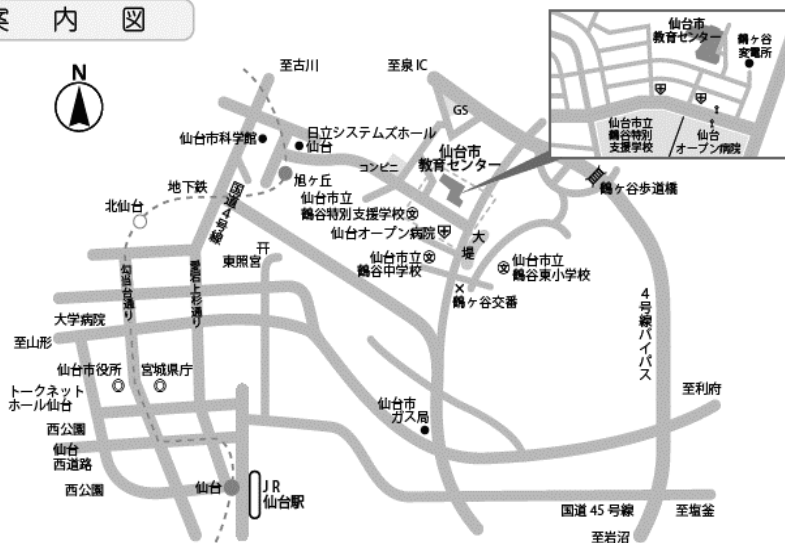 案 内 図
N
至古川
至泉IC
GS
仙台市
教育センター
鶴ヶ谷
変電所
仙台市立
鶴谷特別
支援学校
仙台
オープン病院
仙台市科学館
日立システムズホール
仙台
コンビニ
仙台市
教育センター
旭ヶ丘
地下鉄
国道4号線
北仙台
仙台市立
鶴谷特別支援学校
仙台オープン病院
大堤
鶴ヶ谷歩道橋
仙台市立
鶴谷中学校
仙台市立
鶴谷東小学校
鶴ヶ谷交番
東照宮
勾当台通り
愛宕上杉通り
大学病院
至山形
4号線バイパス
仙台市役所
宮城県庁
トークネット
ホール仙台
仙台市
ガス局
至利府
西公園
仙台
西道路
西公園
仙台
JR
仙台駅
国道45号線
至塩釜
至岩沼